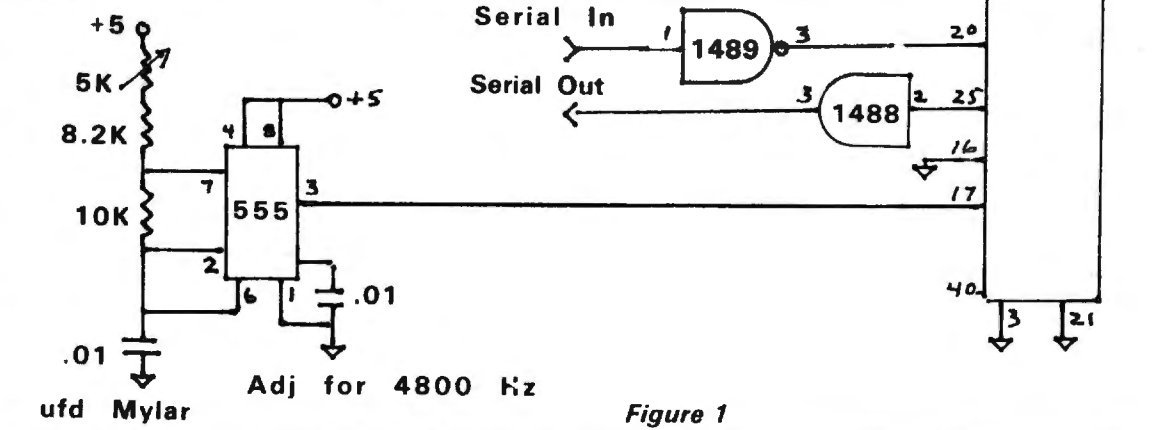 +5
5K
8.2K
10K
.01
ufd Mylar
4 8
+5
7
3
555
2
6 1
.01
Adj for 4800 Hz
Serial In
1
1489
3
20
Serial Out
3
1488
2
25
16
17
40
3
21
Figure 1